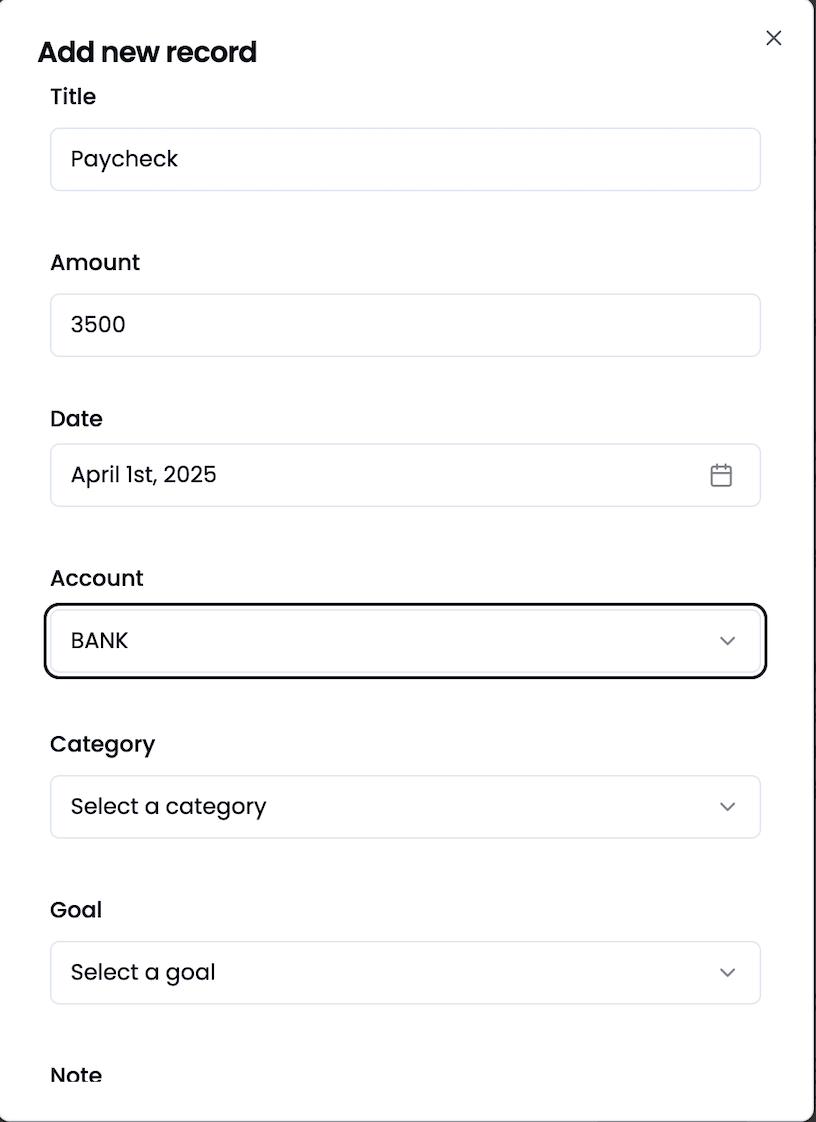 Add new record
Title
Paycheck
Amount
3500
Date
April 1st, 2025
Account
BANK
Category
Select a category
Goal
Select a goal
Note